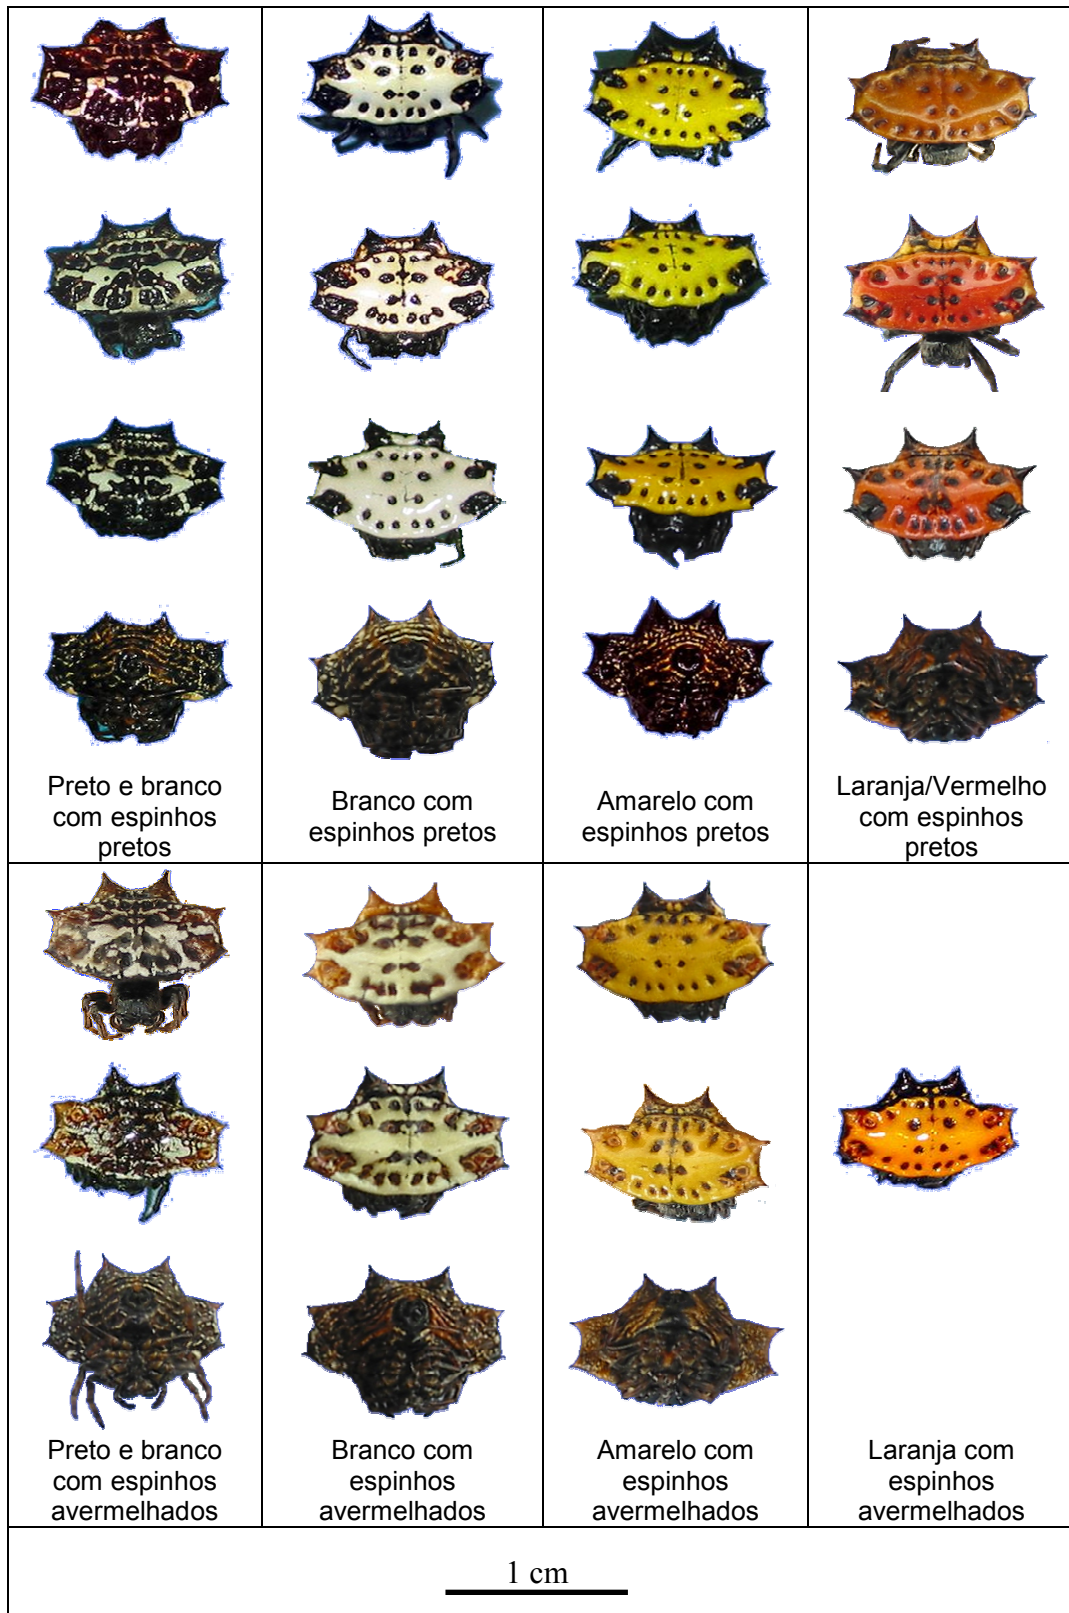 Preto e branco
com espinhos
pretos
Branco com
espinhos pretos
Amarelo com
espinhos pretos
Laranja/Vermelho
com espinhos
pretos
Preto e branco
com espinhos
avermelhados
Branco com
espinhos
avermelhados
Amarelo com
espinhos
avermelhados
Laranja com
espinhos
avermelhados
1 cm